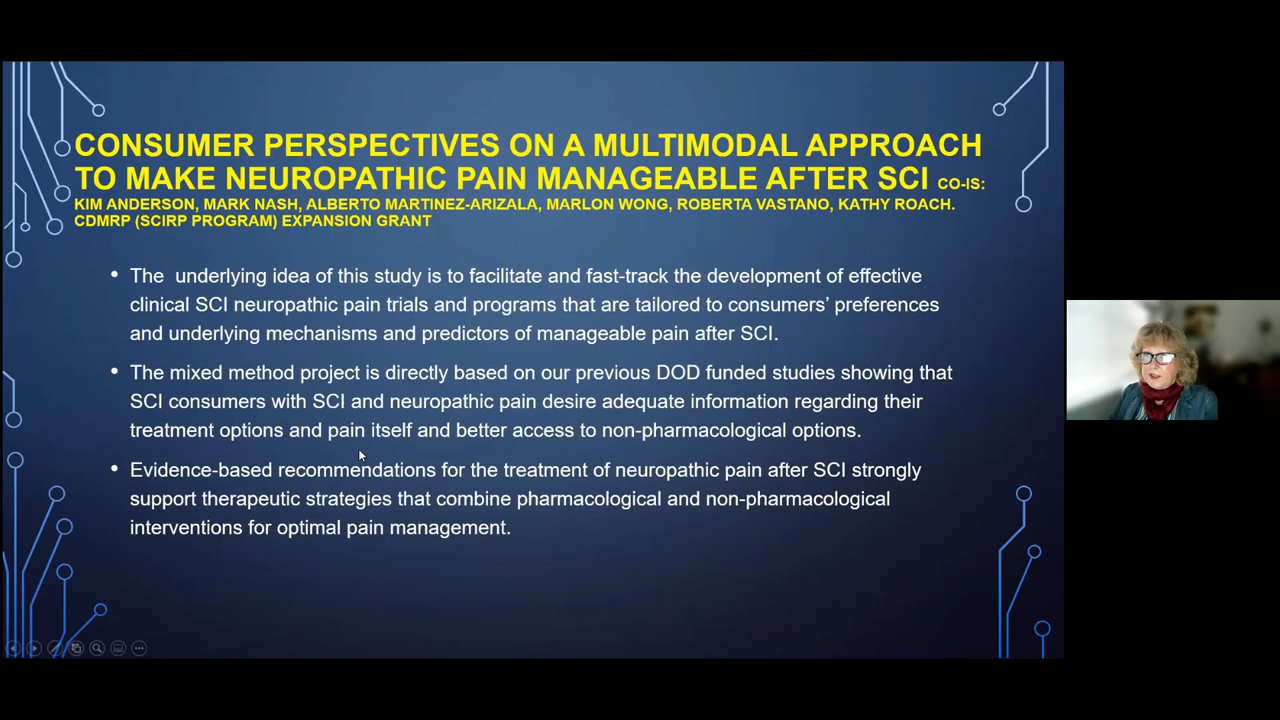 CONSUMER PERSPECTIVES ON A MULTIMODAL APPROACH
TO MAKE NEUROPATHIC PAIN MANAGEABLE AFTER SCI CO-IS:
KIM ANDERSON, MARK NASH, ALBERTO MARTINEZ-ARIZALA, MARLON WONG, ROBERTA VASTANO, KATHY ROACH.
CDMRP (SCIRP PROGRAM) EXPANSION GRANT
• The underlying idea of this study is to facilitate and fast-track the development of effective
clinical SCI neuropathic pain trials and programs that are tailored to consumers’ preferences
and underlying mechanisms and predictors of manageable pain after SCI.
• The mixed method project is directly based on our previous DOD funded studies showing that
SCI consumers with SCI and neuropathic pain desire adequate information regarding their
treatment options and pain itself and better access to non-pharmacological options.
• Evidence-based recommendations for the treatment of neuropathic pain after SCI strongly
support therapeutic strategies that combine pharmacological and non-pharmacological
interventions for optimal pain management.